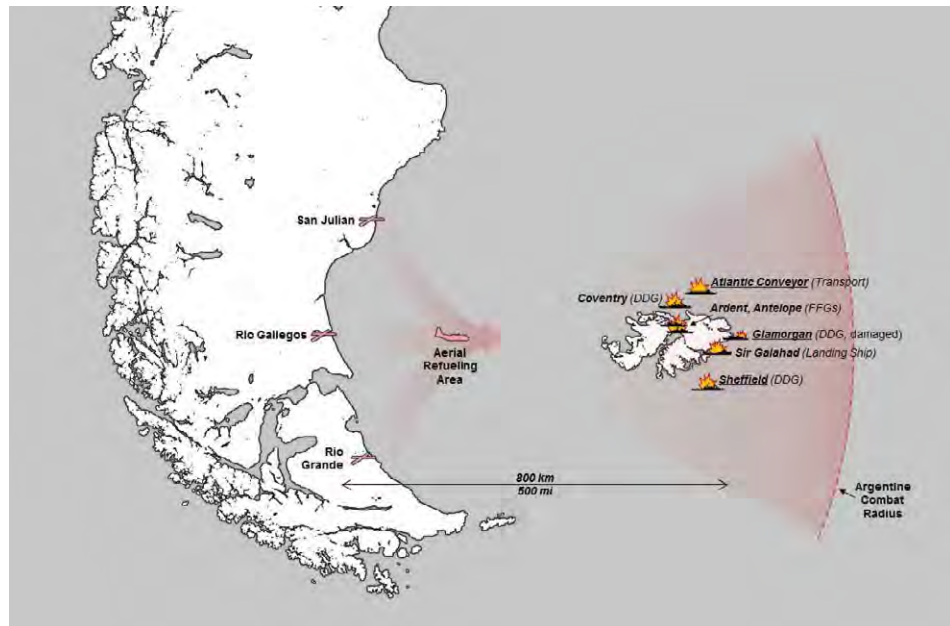 San Julian
Atlantic Conveyor (Transport)
Coventry (DDG)
Ardent, Antelope (FFGs)
Rio Gallegos
Glamorgan (DDG, damaged)
Aerial
Refueling
Area
Sir Galahad (Landing Ship)
Sheffield (DDG)
Rio
Grande
800 km
500 mi
Argentine
Combat
Radius